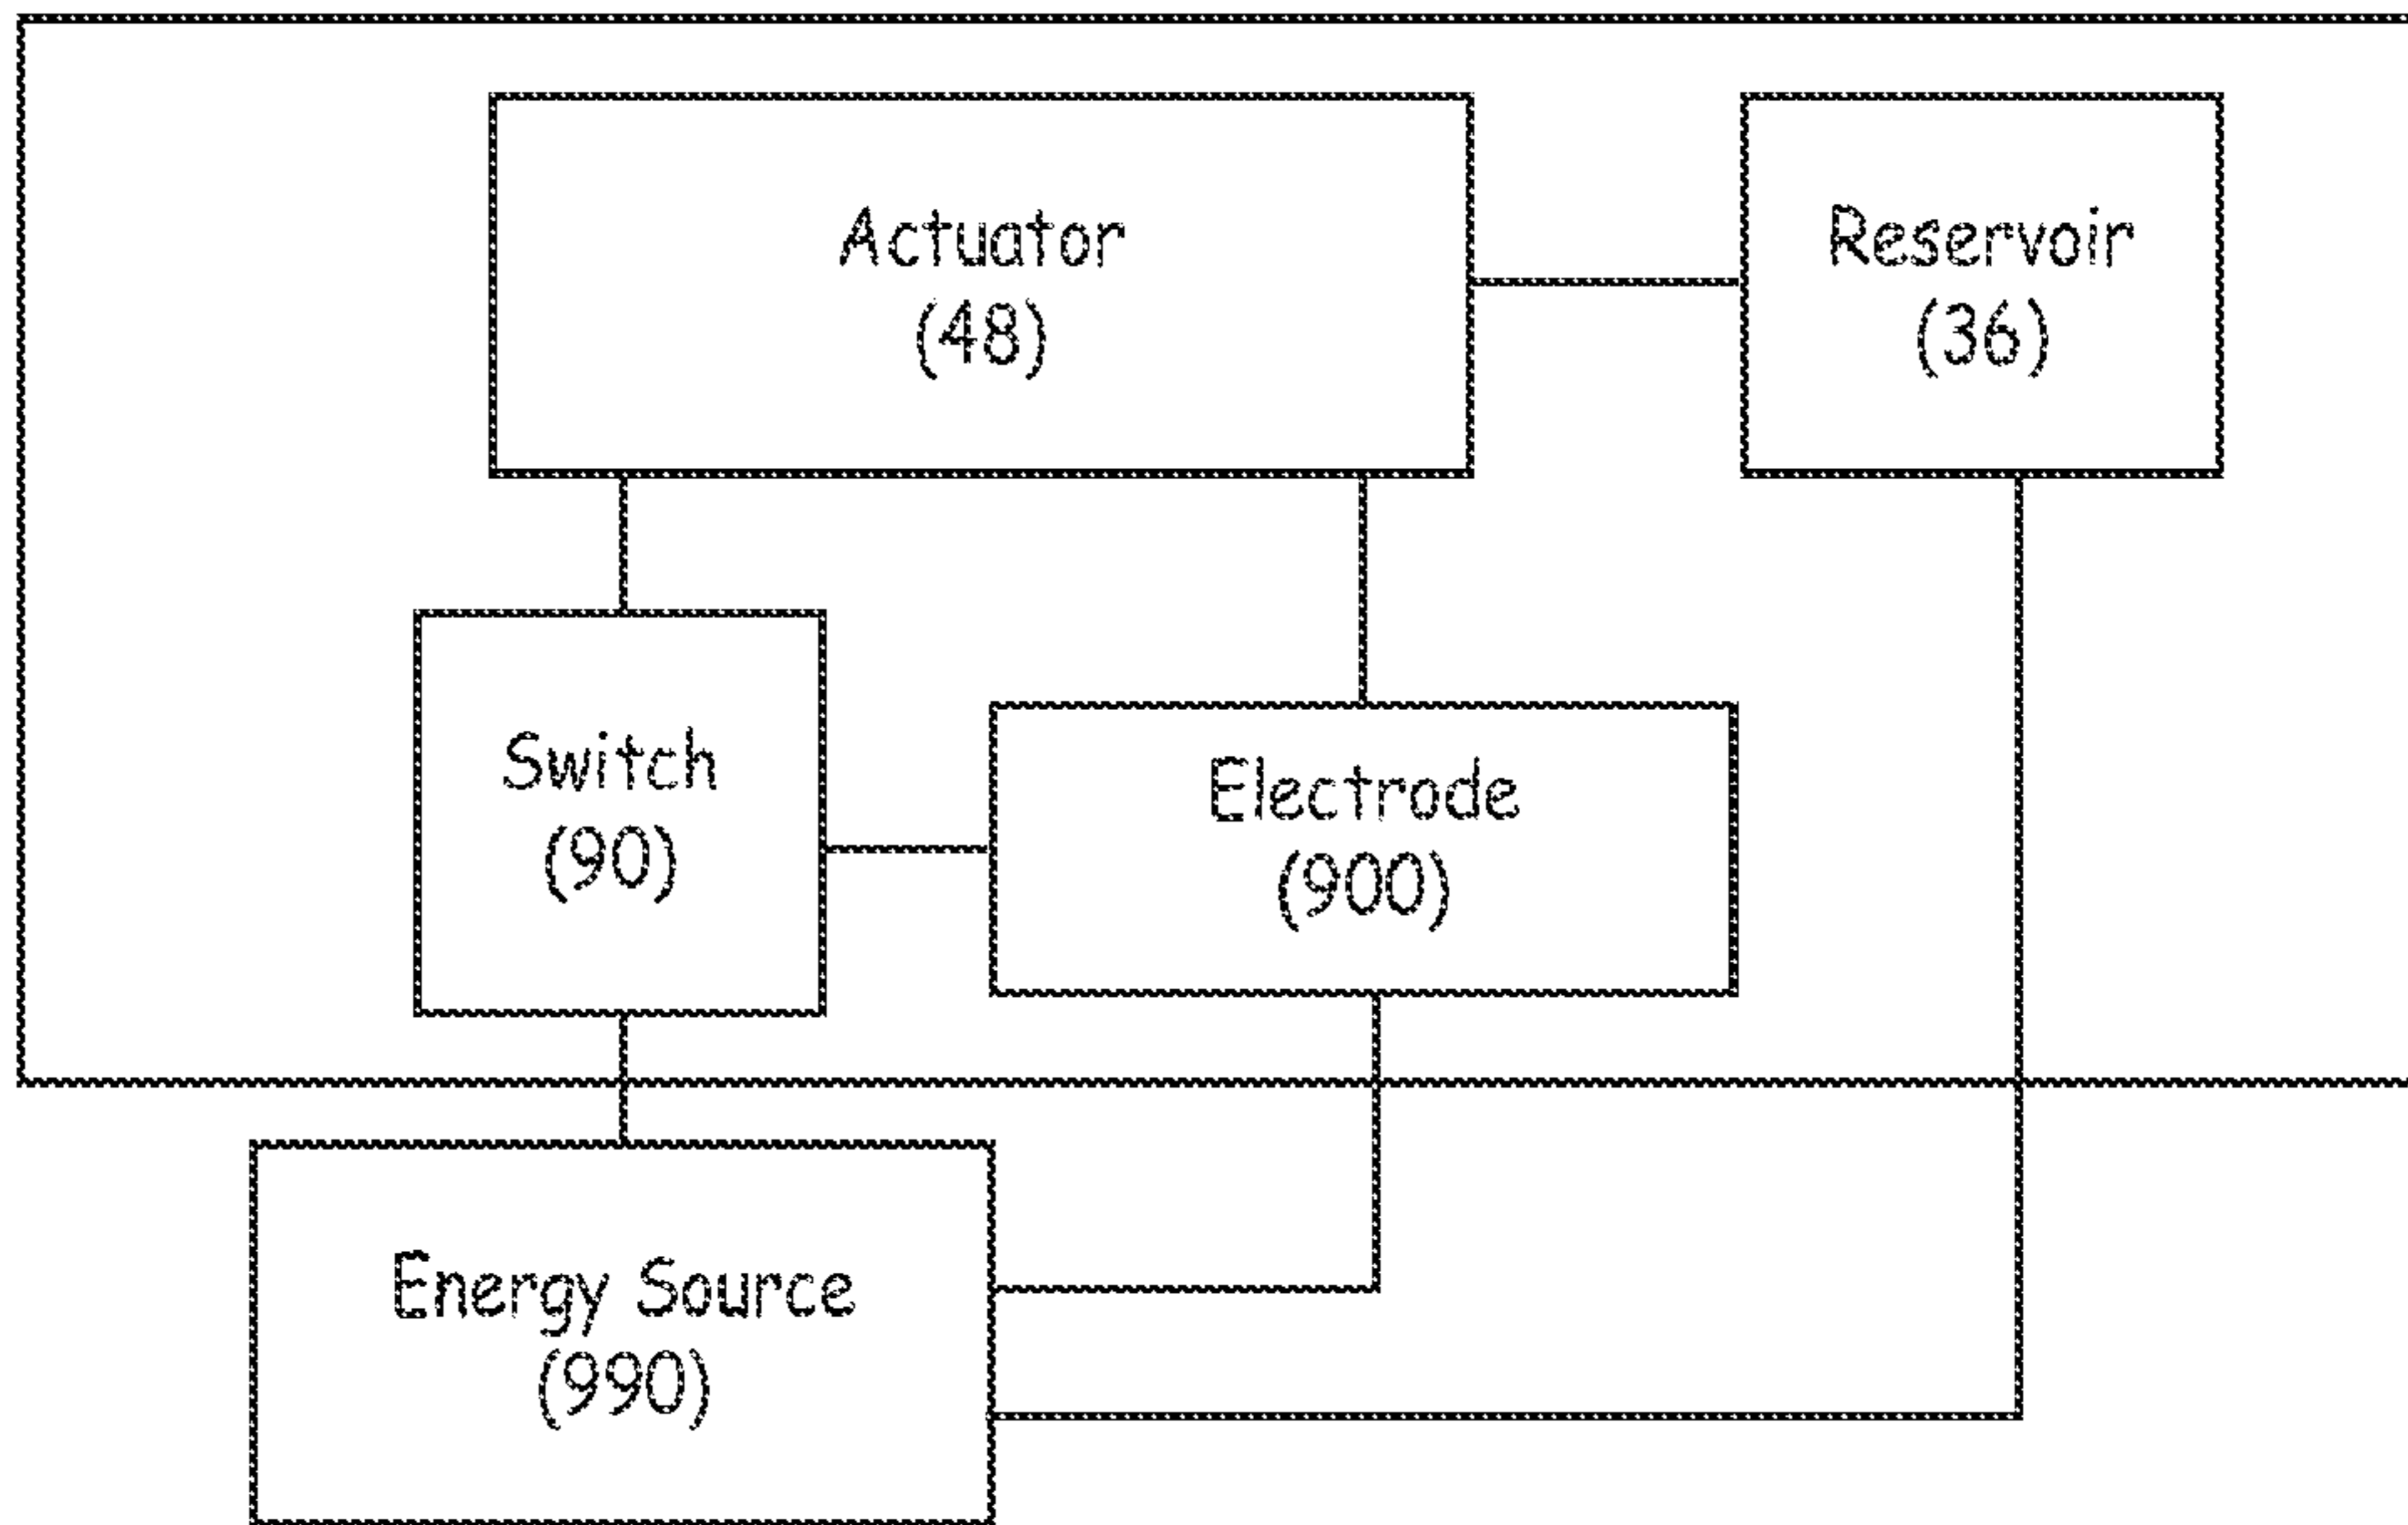 Actuator
(48)
Reservoir
(36)
Switch
(90)
Electrode
(900)
Energy Source
(990)